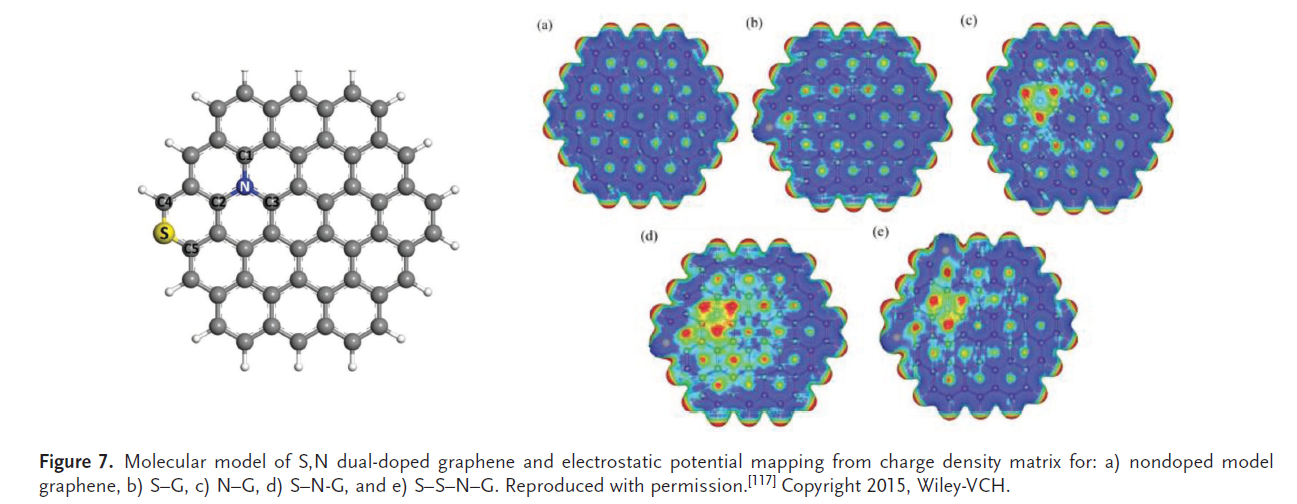 (a)
(b)
(c)
C1
N
C2
C3
C4
S
C5
(d)
(e)
Figure 7. Molecular model of S,N dual-doped graphene and electrostatic potential mapping from charge density matrix for: a) nondoped model
graphene, b) S–G, c) N–G, d) S–N-G, and e) S–S–N–G. Reproduced with permission.[117] Copyright 2015, Wiley-VCH.